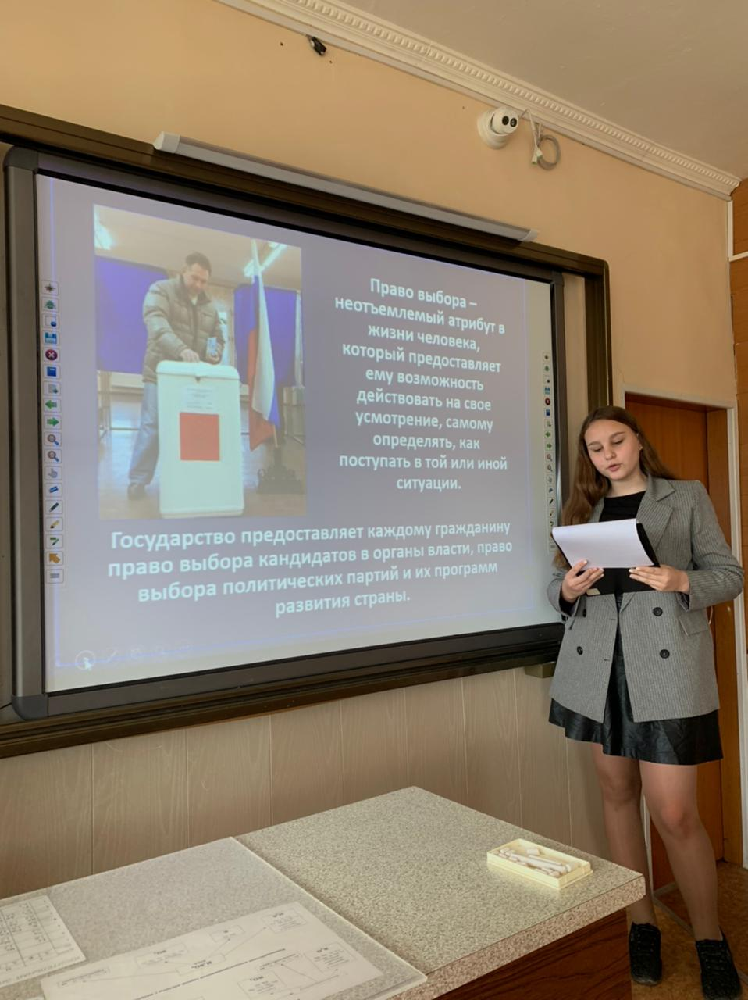 Право выбора –
неотъемлемый атрибут в
жизни человека,
который предоставляет
ему возможность
действовать на свое
усмотрение, самому
определять, как
поступать в той или иной
ситуации.
Государство предоставляет каждому гражданину
право выбора кандидатов в органы власти, право
выбора политических партий и их программ
развития страны.